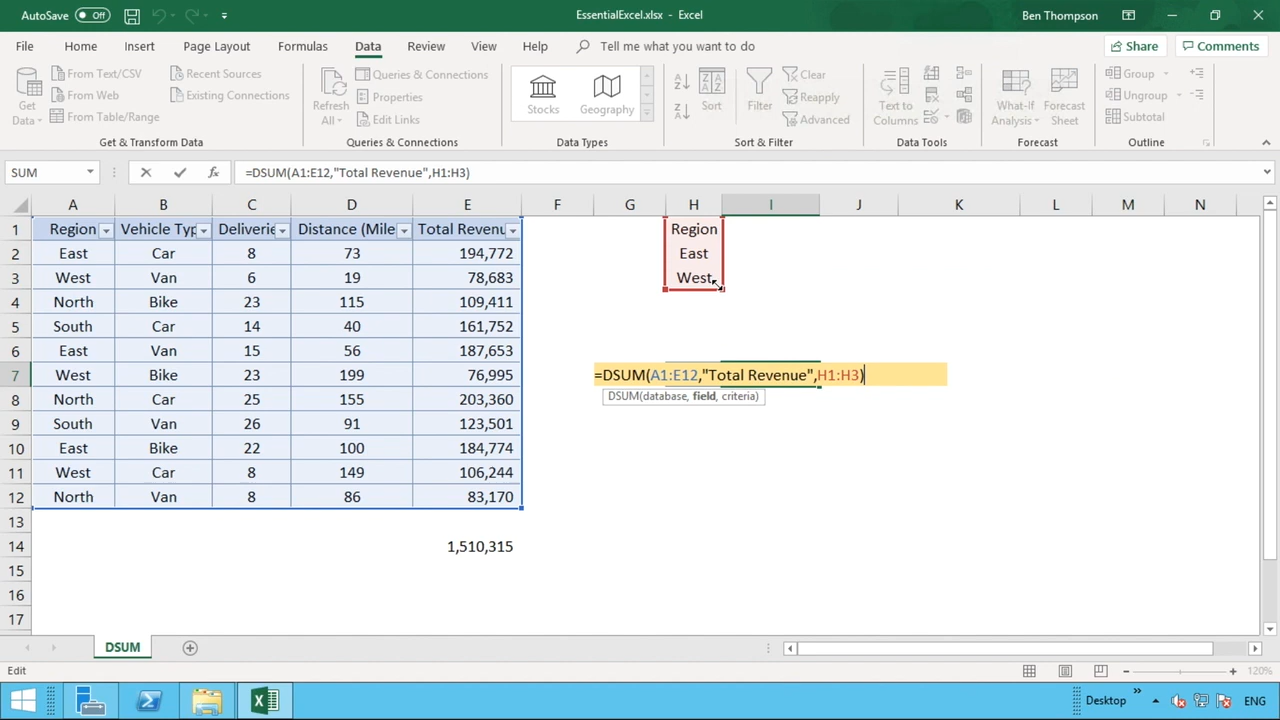 AutoSave Off EssentialExcel.xlsx - Excel Ben Thompson
File Home Insert Page Layout Formulas Data Review View Help Tell me what you want to do Share Comments
Get Data
From Text/CSV
From Web
From Table/Range
Recent Sources
Existing Connections
Refresh All
Queries & Connections
Properties
Edit Links
Stocks
Geography
Sort
Filter
Clear
Reapply
Advanced
Text to Columns
What-If Analysis
Forecast Sheet
Group
Ungroup
Subtotal
Get & Transform Data Queries & Connections Data Types Sort & Filter Data Tools Forecast Outline
SUM fx =DSUM(A1:E12,"Total Revenue",H1:H3)
A B C D E F G H I J K L M N
1 Region Vehicle Typ Deliverie Distance (Mile Total Revenu Region
2 East Car 8 73 194,772 East
3 West Van 6 19 78,683 West
4 North Bike 23 115 109,411
5 South Car 14 40 161,752
6 East Van 15 56 187,653
7 West Bike 23 199 76,995 =DSUM(A1:E12,"Total Revenue",H1:H3)
8 North Car 25 155 203,360 DSUM(database, field, criteria)
9 South Van 26 91 123,501
10 East Bike 22 100 184,774
11 West Car 8 149 106,244
12 North Van 8 86 83,170
13
14 1,510,315
15
16
17
DSUM
Edit 120%
Desktop ENG